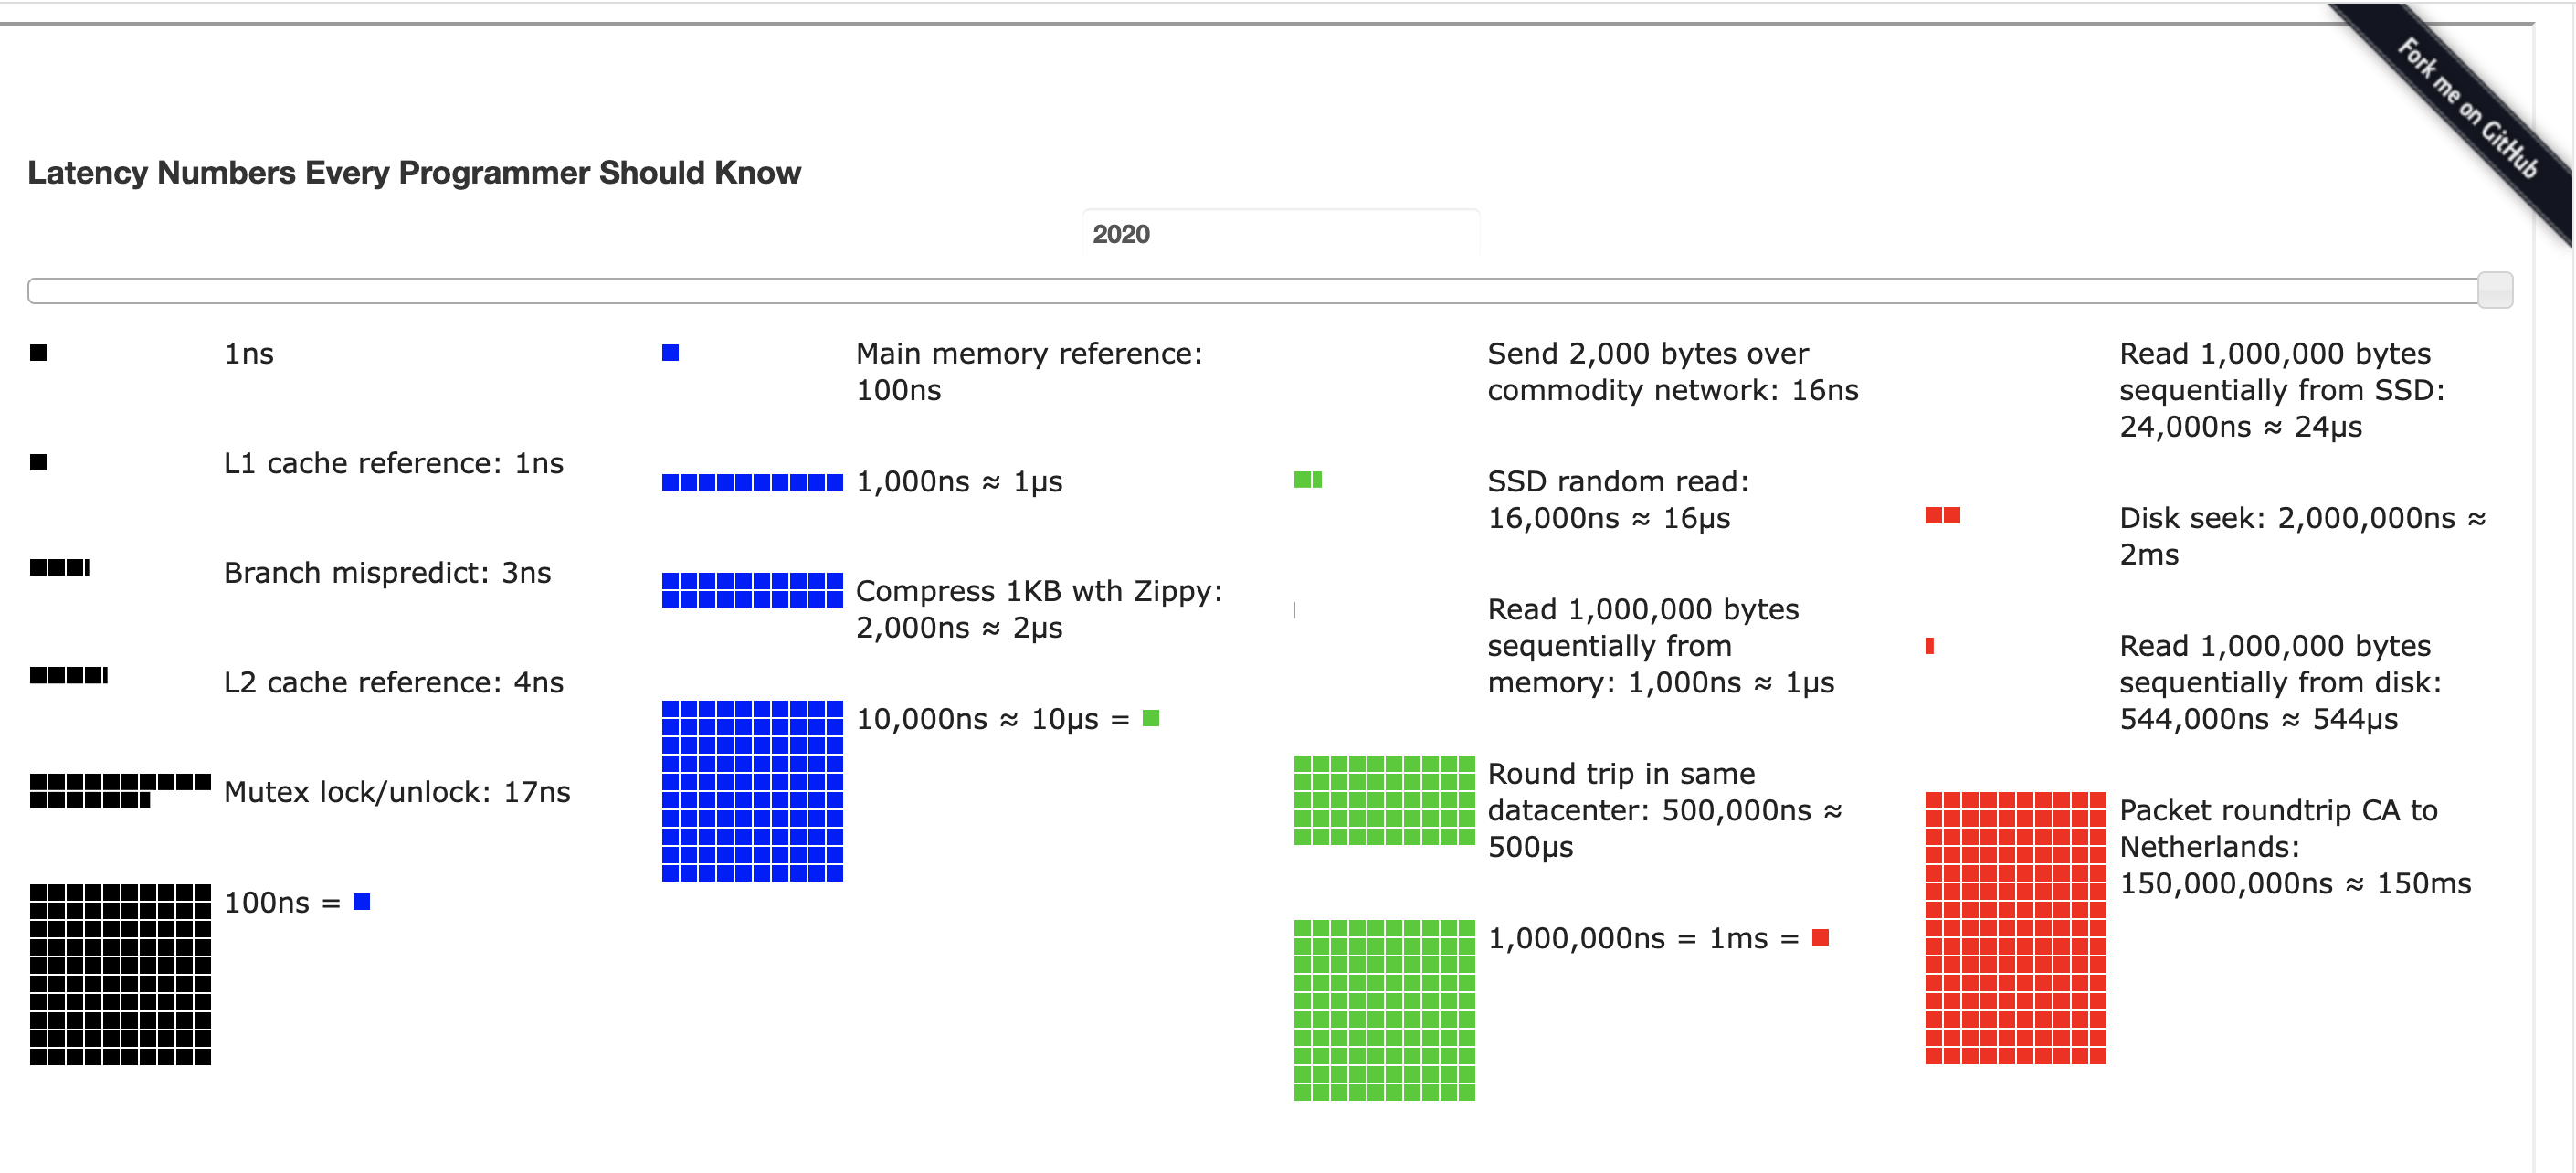 Fork me on GitHub
Latency Numbers Every Programmer Should Know
2020
1ns
L1 cache reference: 1ns
Branch mispredict: 3ns
L2 cache reference: 4ns
Mutex lock/unlock: 17ns
100ns =
Main memory reference:
100ns
1,000ns ≈ 1μs
Compress 1KB wth Zippy:
2,000ns ≈ 2μs
10,000ns ≈ 10μs =
Send 2,000 bytes over
commodity network: 16ns
SSD random read:
16,000ns ≈ 16μs
Read 1,000,000 bytes
sequentially from
memory: 1,000ns ≈ 1μs
Round trip in same
datacenter: 500,000ns ≈
500μs
1,000,000ns = 1ms =
Read 1,000,000 bytes
sequentially from SSD:
24,000ns ≈ 24μs
Disk seek: 2,000,000ns ≈
2ms
Read 1,000,000 bytes
sequentially from disk:
544,000ns ≈ 544μs
Packet roundtrip CA to
Netherlands:
150,000,000ns ≈ 150ms